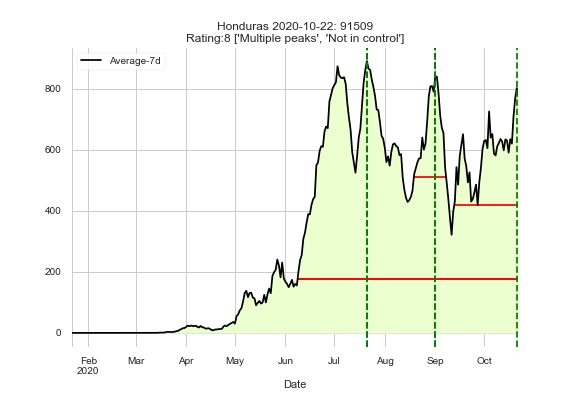 Honduras 2020-10-22: 91509
Rating:8 ['Multiple peaks', 'Not in control']
Average-7d
800
600
400
200
0
Feb Mar Apr May Jun Jul Aug Sep Oct
2020
Date